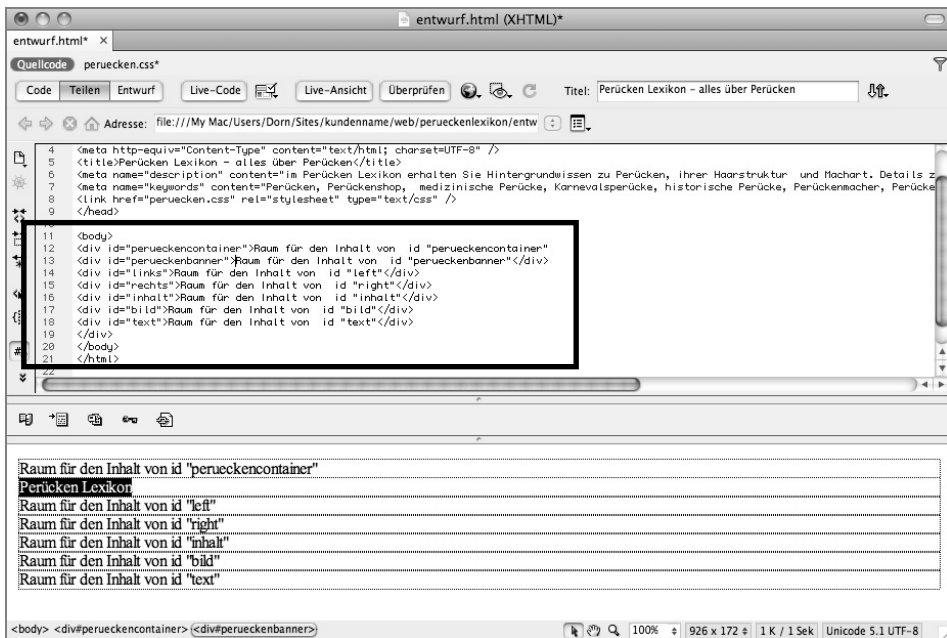 entwurf.html (XHTML)*
entwurf.html* ×
Quellcode peruecken.css*
Code Teilen Entwurf Live-Code Live-Ansicht Überprüfen Titel: Perücken Lexikon – alles über Perücken
Adresse: file:///My Mac/Users/Dorn/Sites/kundenname/web/perueckenlexikon/entw
4 <meta http-equiv="Content-Type" content="text/html; charset=UTF-8" />
5 <title>Perücken Lexikon – alles über Perücken</title>
6 <meta name="description" content="im Perücken Lexikon erhalten Sie Hintergrundwissen zu Perücken, ihrer Haarstruktur und Machart. Details z
7 <meta name="keywords" content="Perücken, Perückenshop, medizinische Perücke, Karnevalsperücke, historische Perücke, Perückenmacher, Perücke
8 <link href="peruecken.css" rel="stylesheet" type="text/css" />
9 </head>
10
11 <body>
12 <div id="perueckencontainer">Raum für den Inhalt von id "perueckencontainer"
13 <div id="perueckenbanner">Raum für den Inhalt von id "perueckenbanner"</div>
14 <div id="links">Raum für den Inhalt von id "left"</div>
15 <div id="rechts">Raum für den Inhalt von id "right"</div>
16 <div id="inhalt">Raum für den Inhalt von id "inhalt"</div>
17 <div id="bild">Raum für den Inhalt von id "bild"</div>
18 <div id="text">Raum für den Inhalt von id "text"</div>
19 </div>
20 </body>
21 </html>
22
Raum für den Inhalt von id "perueckencontainer"
Perücken Lexikon
Raum für den Inhalt von id "left"
Raum für den Inhalt von id "right"
Raum für den Inhalt von id "inhalt"
Raum für den Inhalt von id "bild"
Raum für den Inhalt von id "text"
<body> <div#perueckencontainer> <div#perueckenbanner> 100% 926 x 172 1 K / 1 Sek Unicode 5.1 UTF-8